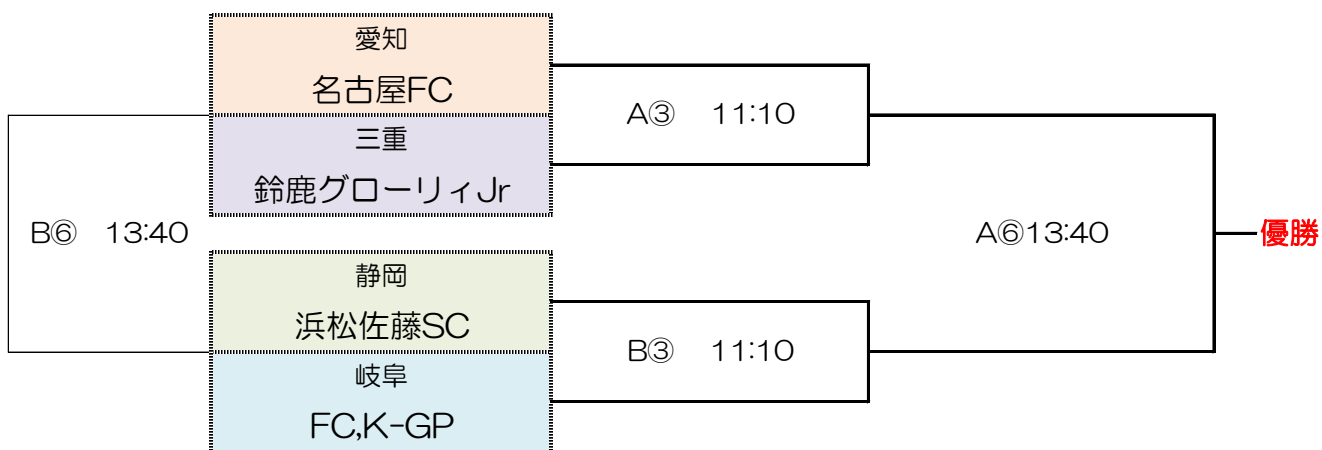 愛知
名古屋FC
A③ 11:10
三重
鈴鹿グローリィJr
B⑥ 13:40
A⑥13:40
優勝
静岡
浜松佐藤SC
B③ 11:10
岐阜
FC,K-GP